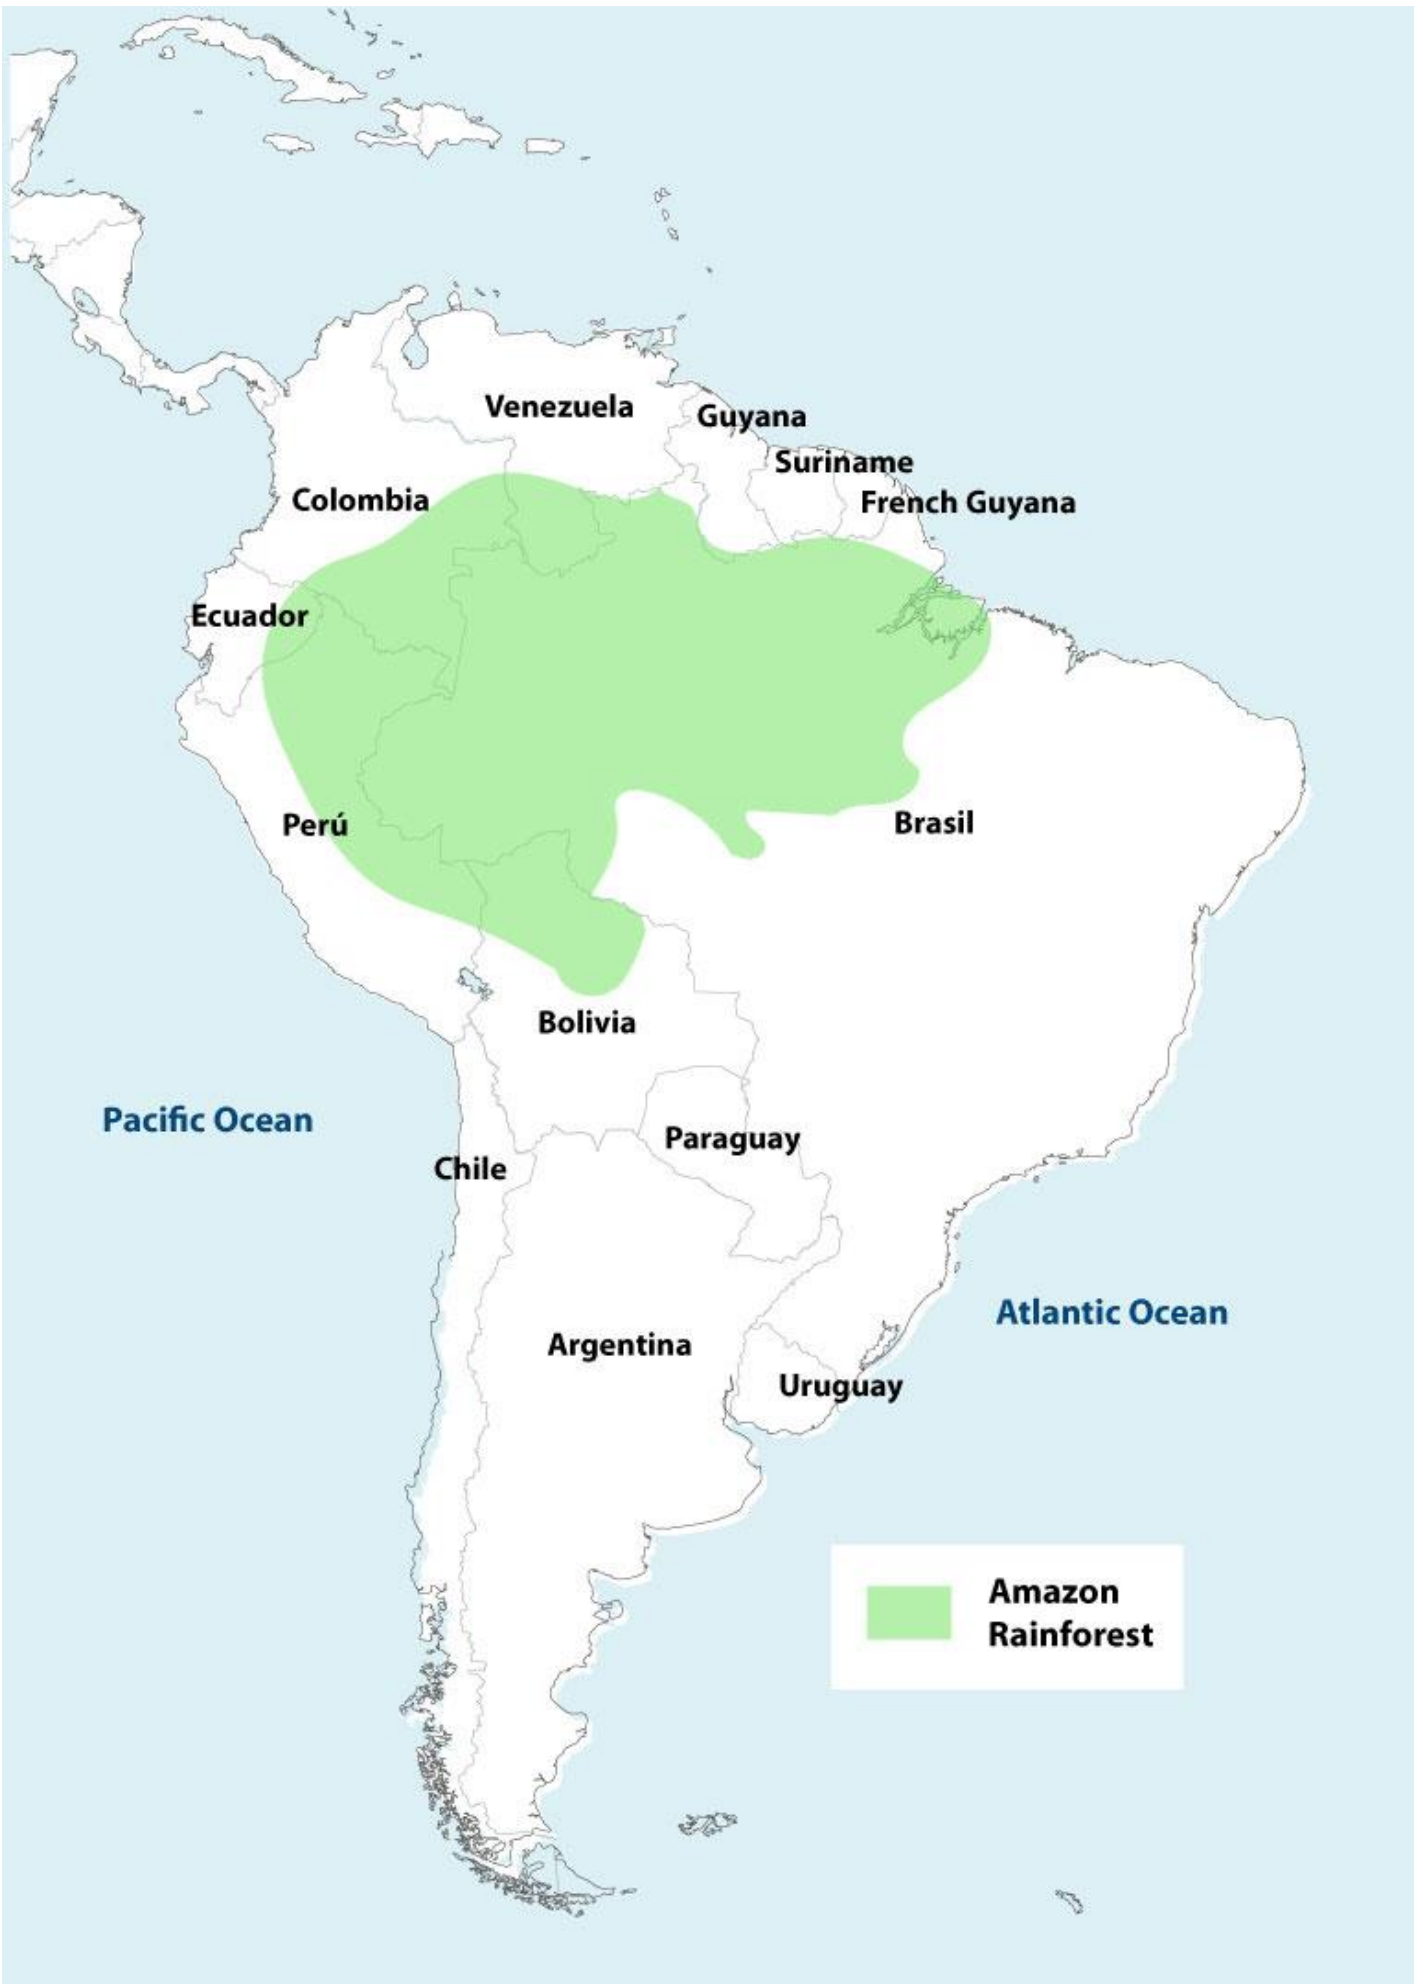 Venezuela
Guyana
Suriname
Colombia
French Guyana
Ecuador
Perú
Brasil
Bolivia
Pacific Ocean
Paraguay
Chile
Atlantic Ocean
Argentina
Uruguay
Amazon
Rainforest